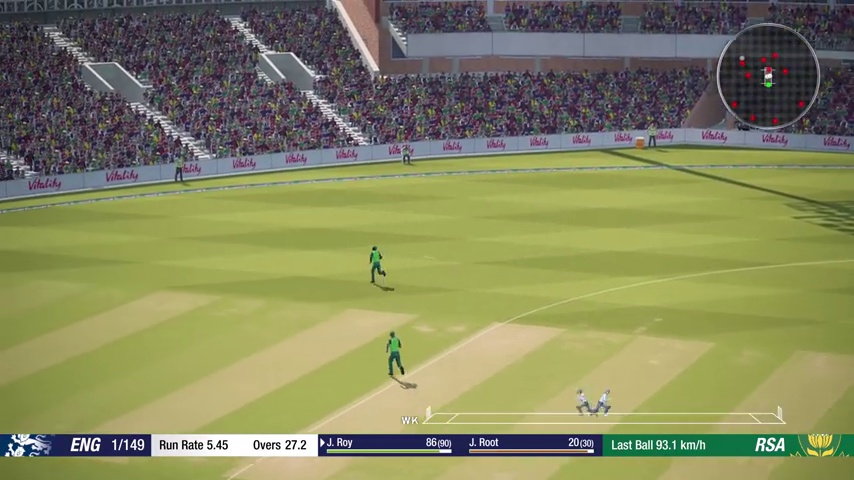 Vitality Vitality Vitality Vitality Vitality Vitality Vitality Vitality Vitality Vitality Vitality Vitality Vitality
WK
ENG 1/149 Run Rate 5.45 Overs 27.2 J. Roy 86(90) J. Root 20(30) Last Ball 93.1 km/h RSA